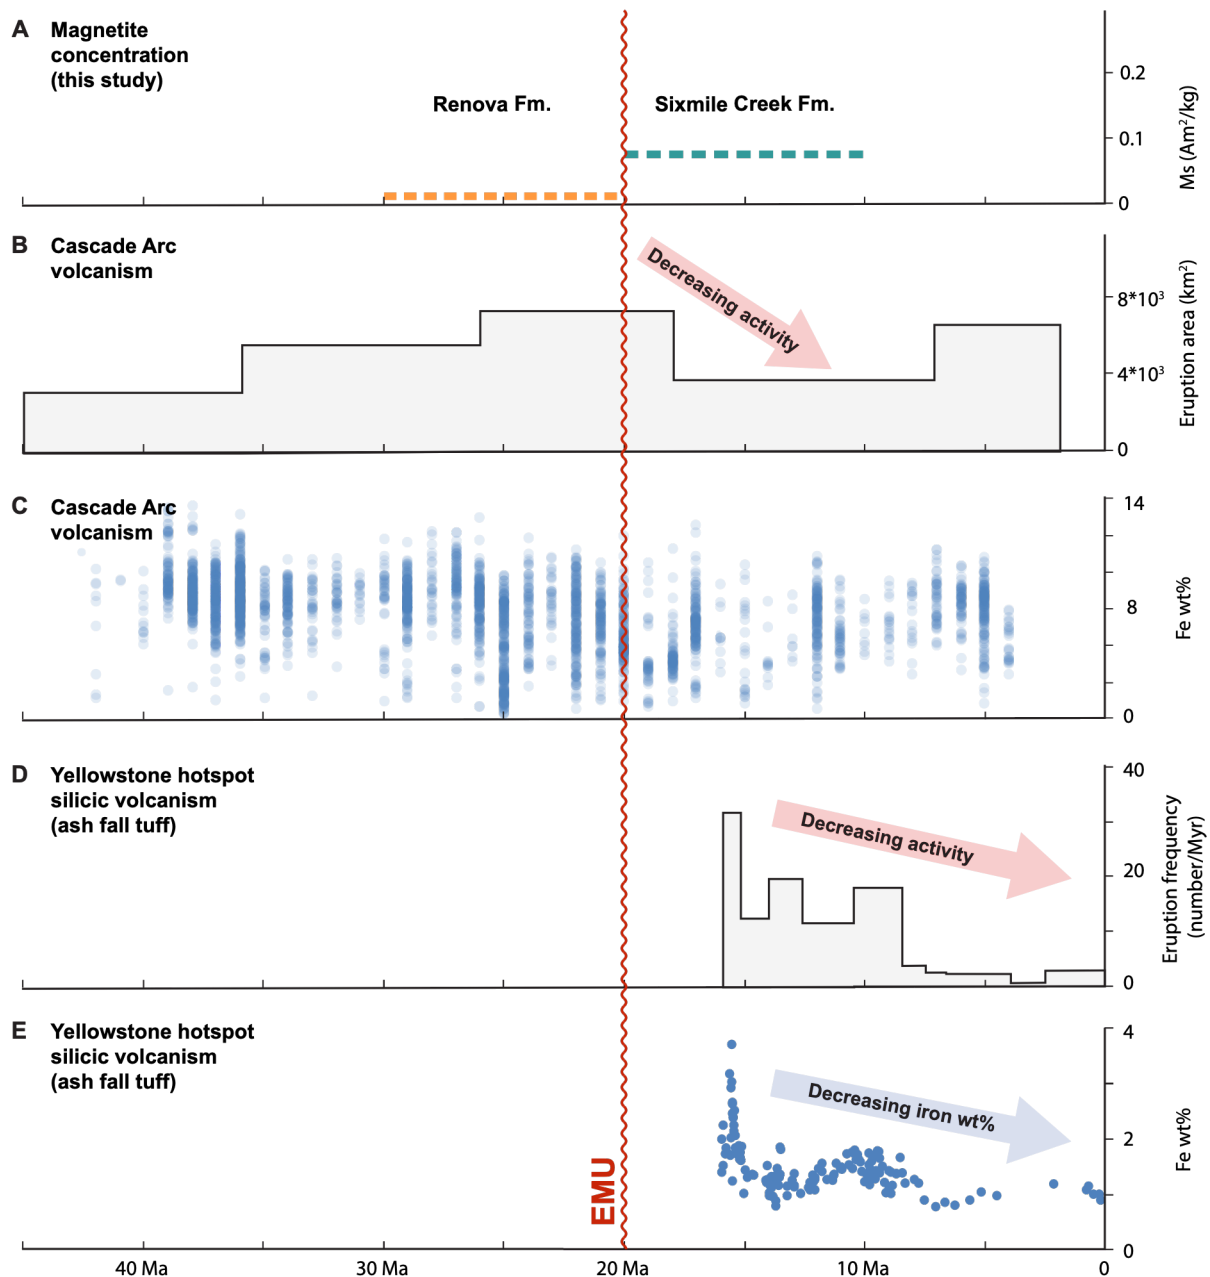 A
Magnetite
concentration
(this study)
Renova Fm.
Sixmile Creek Fm.
0.2
0.1
0
Ms (Am²/kg)
B
Cascade Arc
volcanism
Decreasing activity
8*10³
4*10³
0
Eruption area (km²)
C
Cascade Arc
volcanism
14
8
0
Fe wt%
D
Yellowstone hotspot
silicic volcanism
(ash fall tuff)
Decreasing activity
40
20
0
Eruption frequency
(number/Myr)
E
Yellowstone hotspot
silicic volcanism
(ash fall tuff)
Decreasing iron wt%
EMU
4
2
0
Fe wt%
40 Ma
30 Ma
20 Ma
10 Ma
0